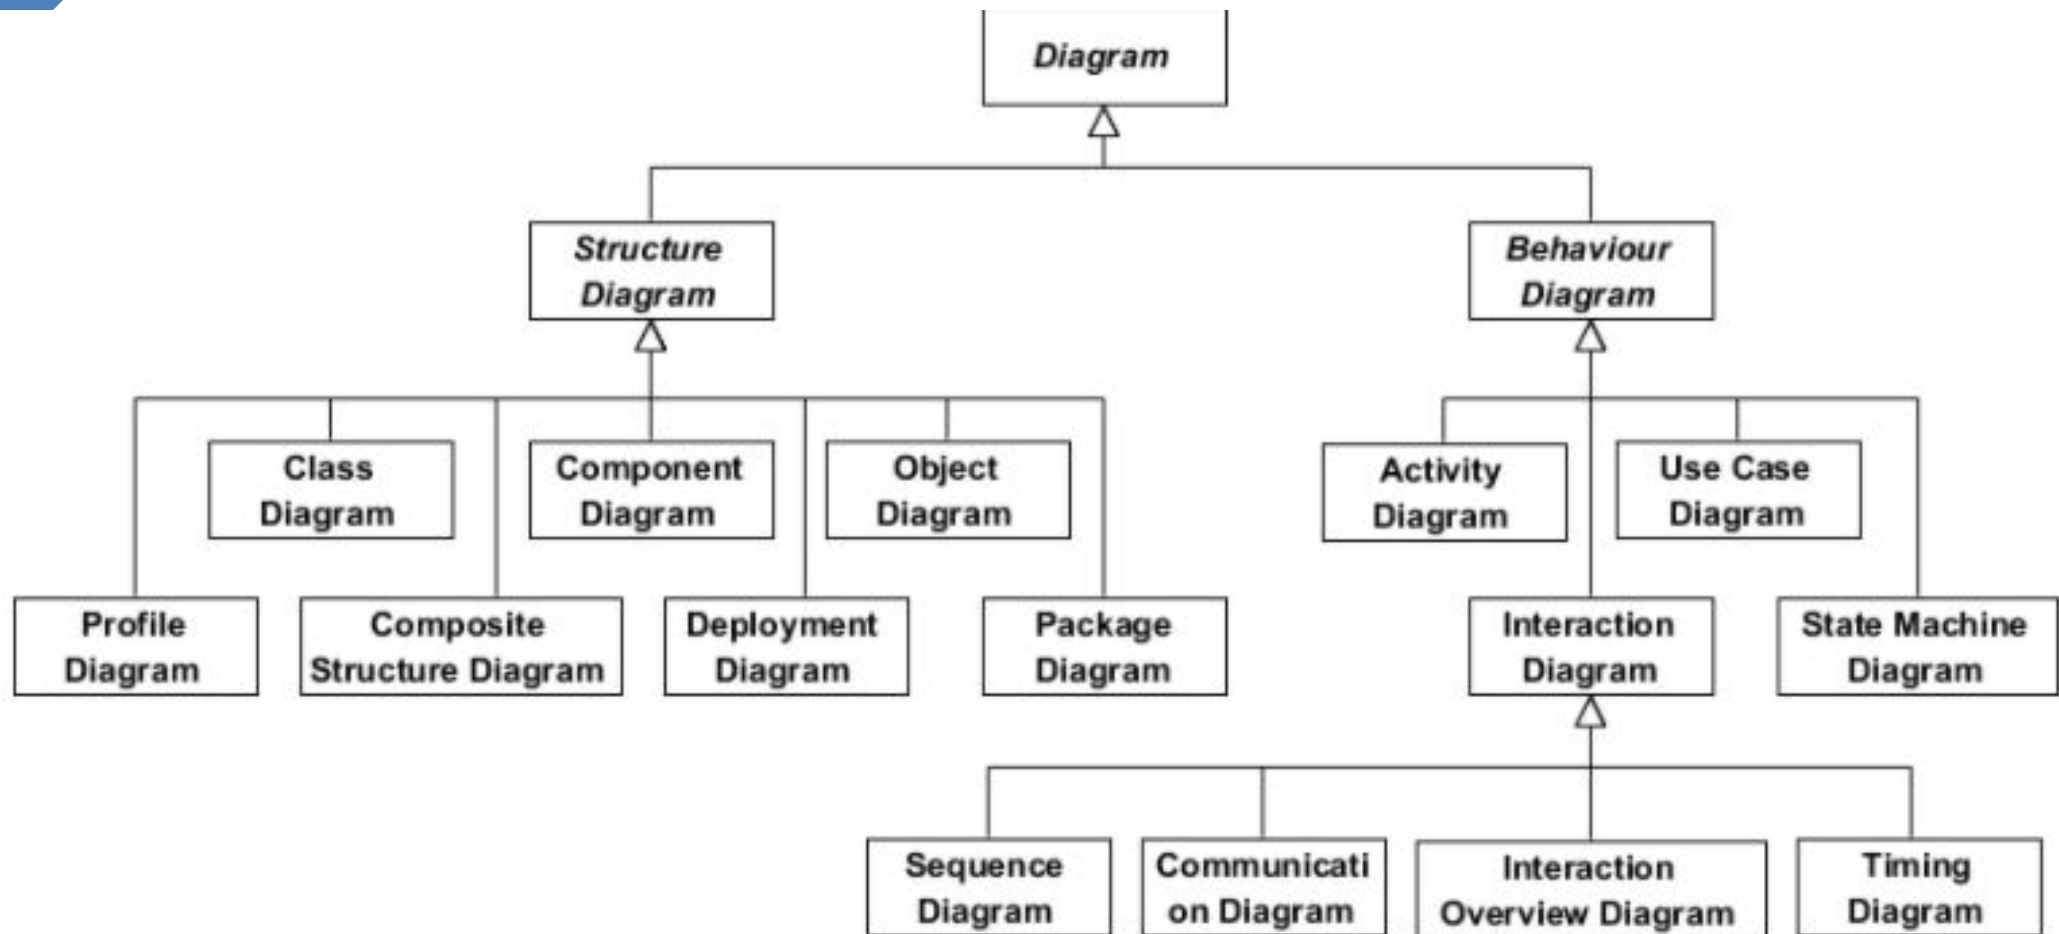 Diagram
Structure
Diagram
Behaviour
Diagram
Class
Diagram
Component
Diagram
Object
Diagram
Activity
Diagram
Use Case
Diagram
Profile
Diagram
Composite
Structure Diagram
Deployment
Diagram
Package
Diagram
Interaction
Diagram
State Machine
Diagram
Sequence
Diagram
Communicati
on Diagram
Interaction
Overview Diagram
Timing
Diagram